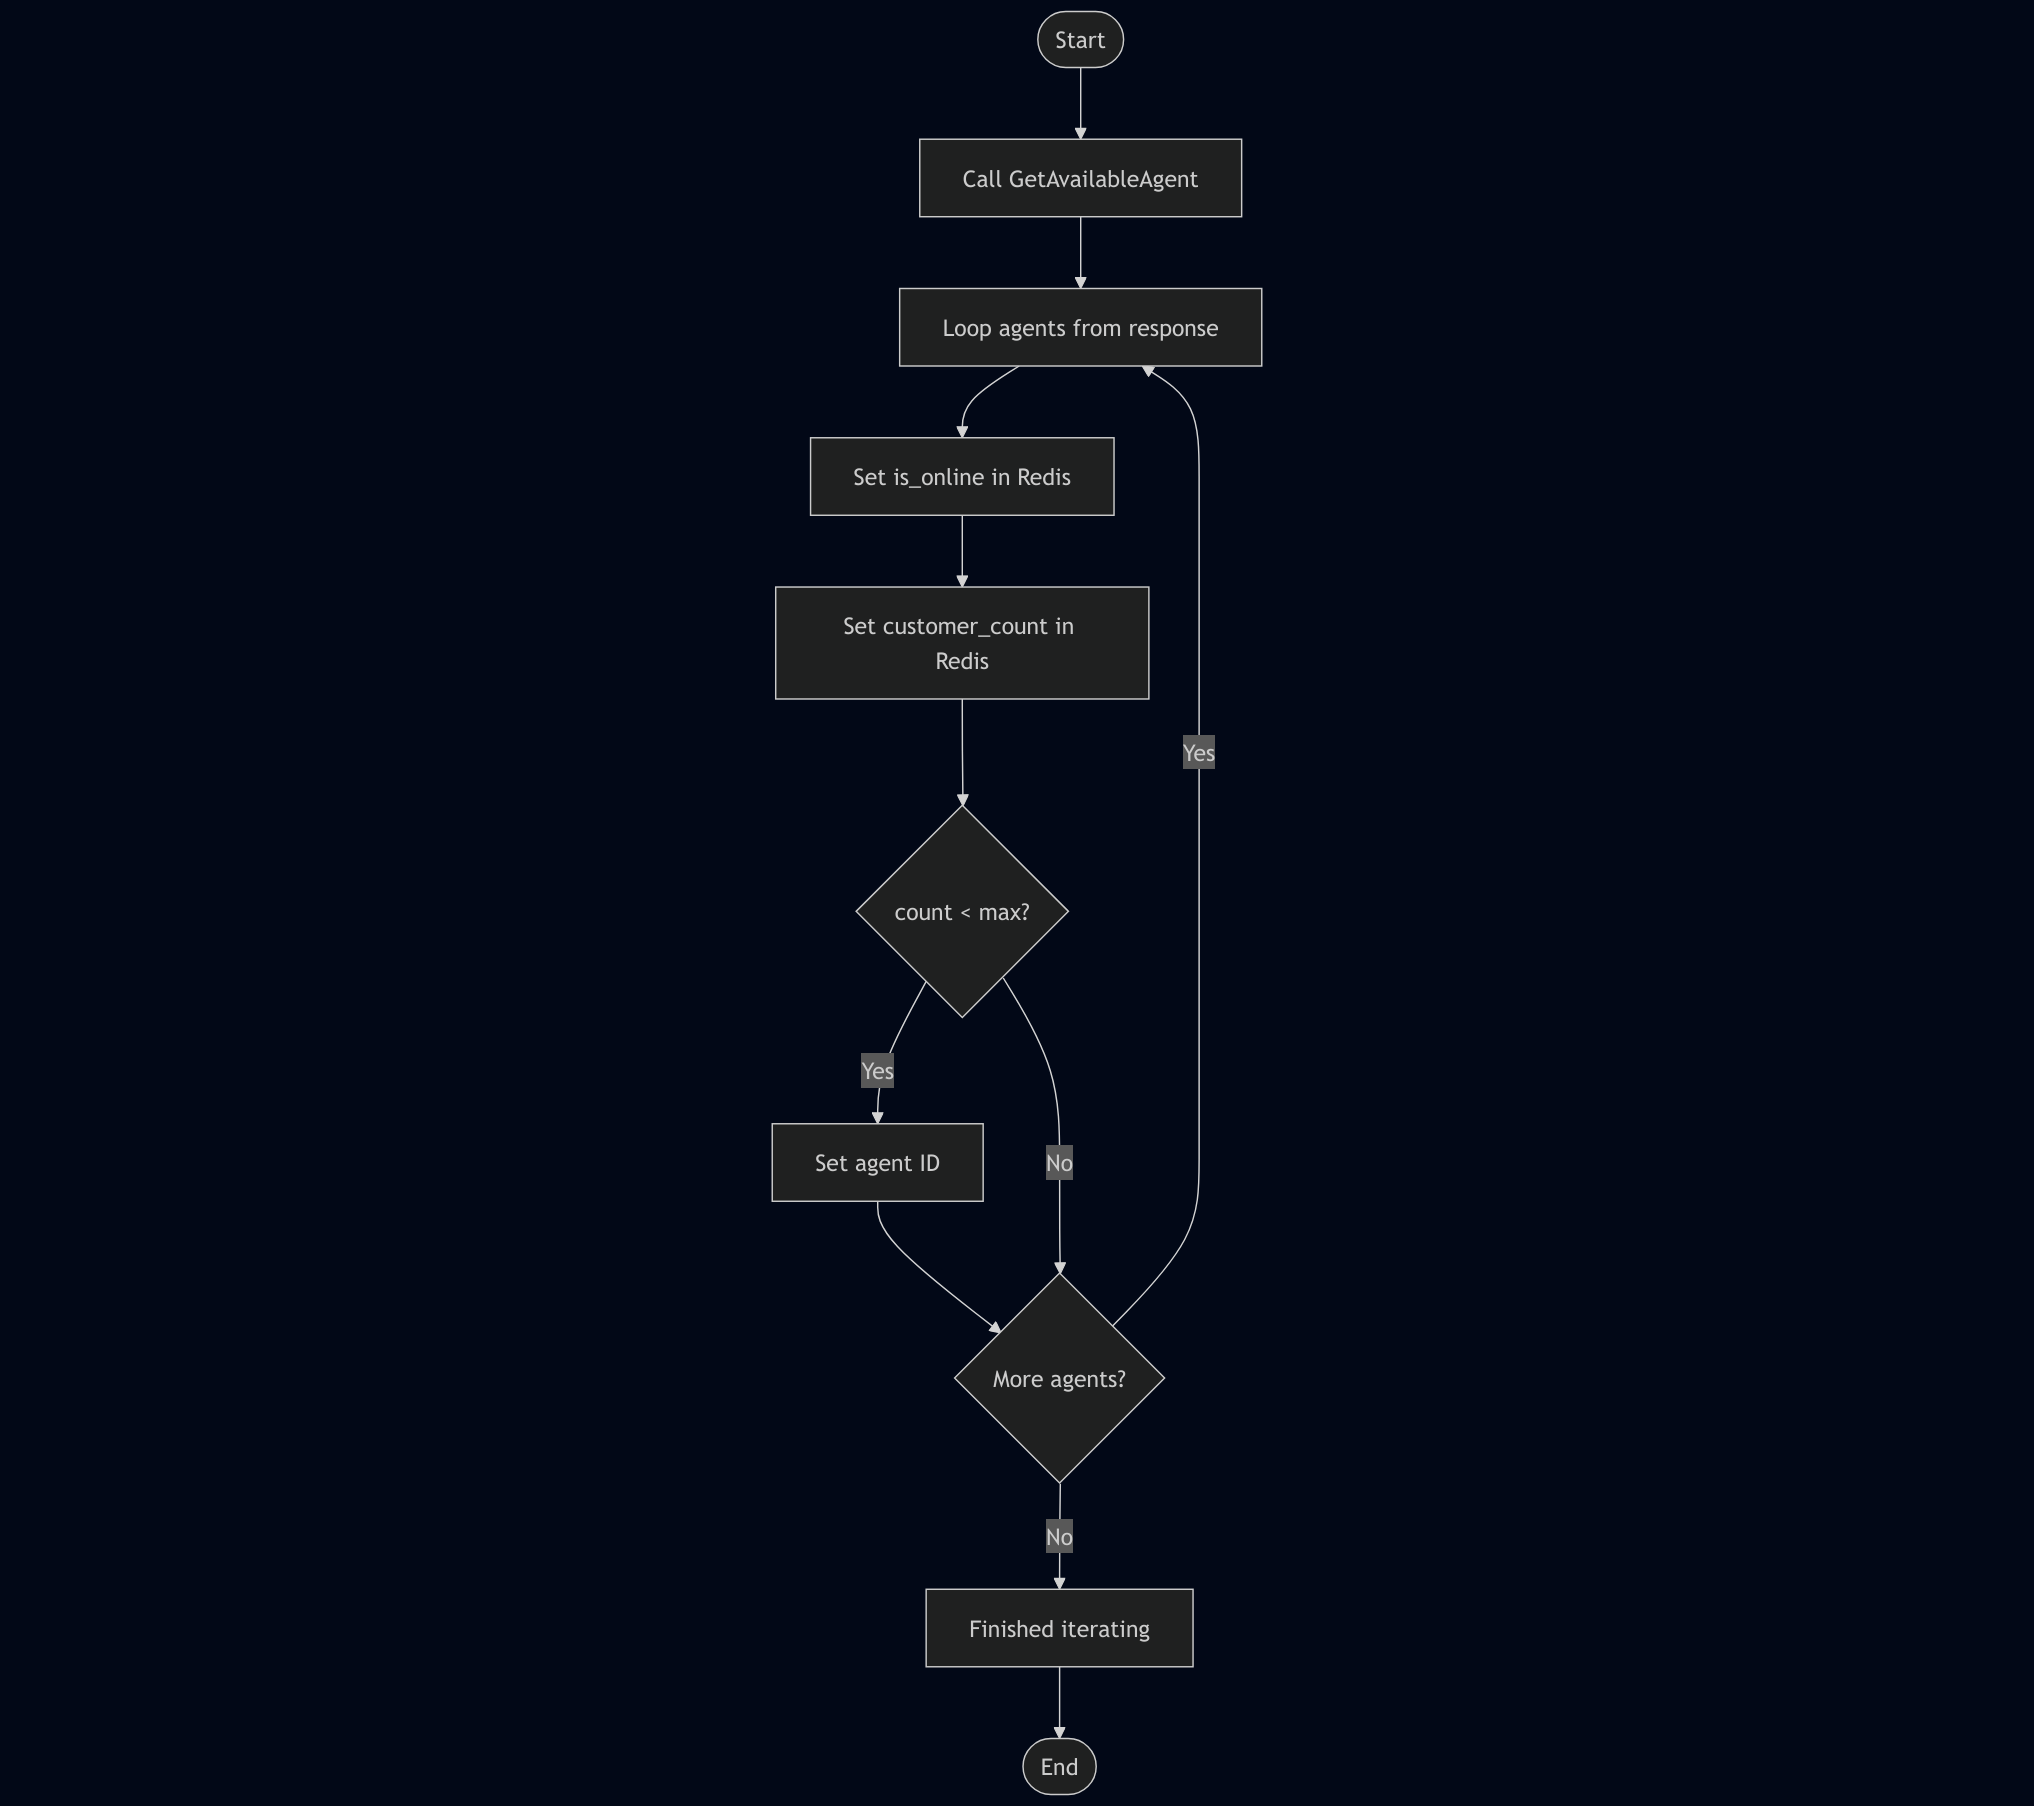 Start
Call GetAvailableAgent
Loop agents from response
Set is_online in Redis
Set customer_count in
Redis
Yes
count < max?
Yes
Set agent ID
No
More agents?
No
Finished iterating
End